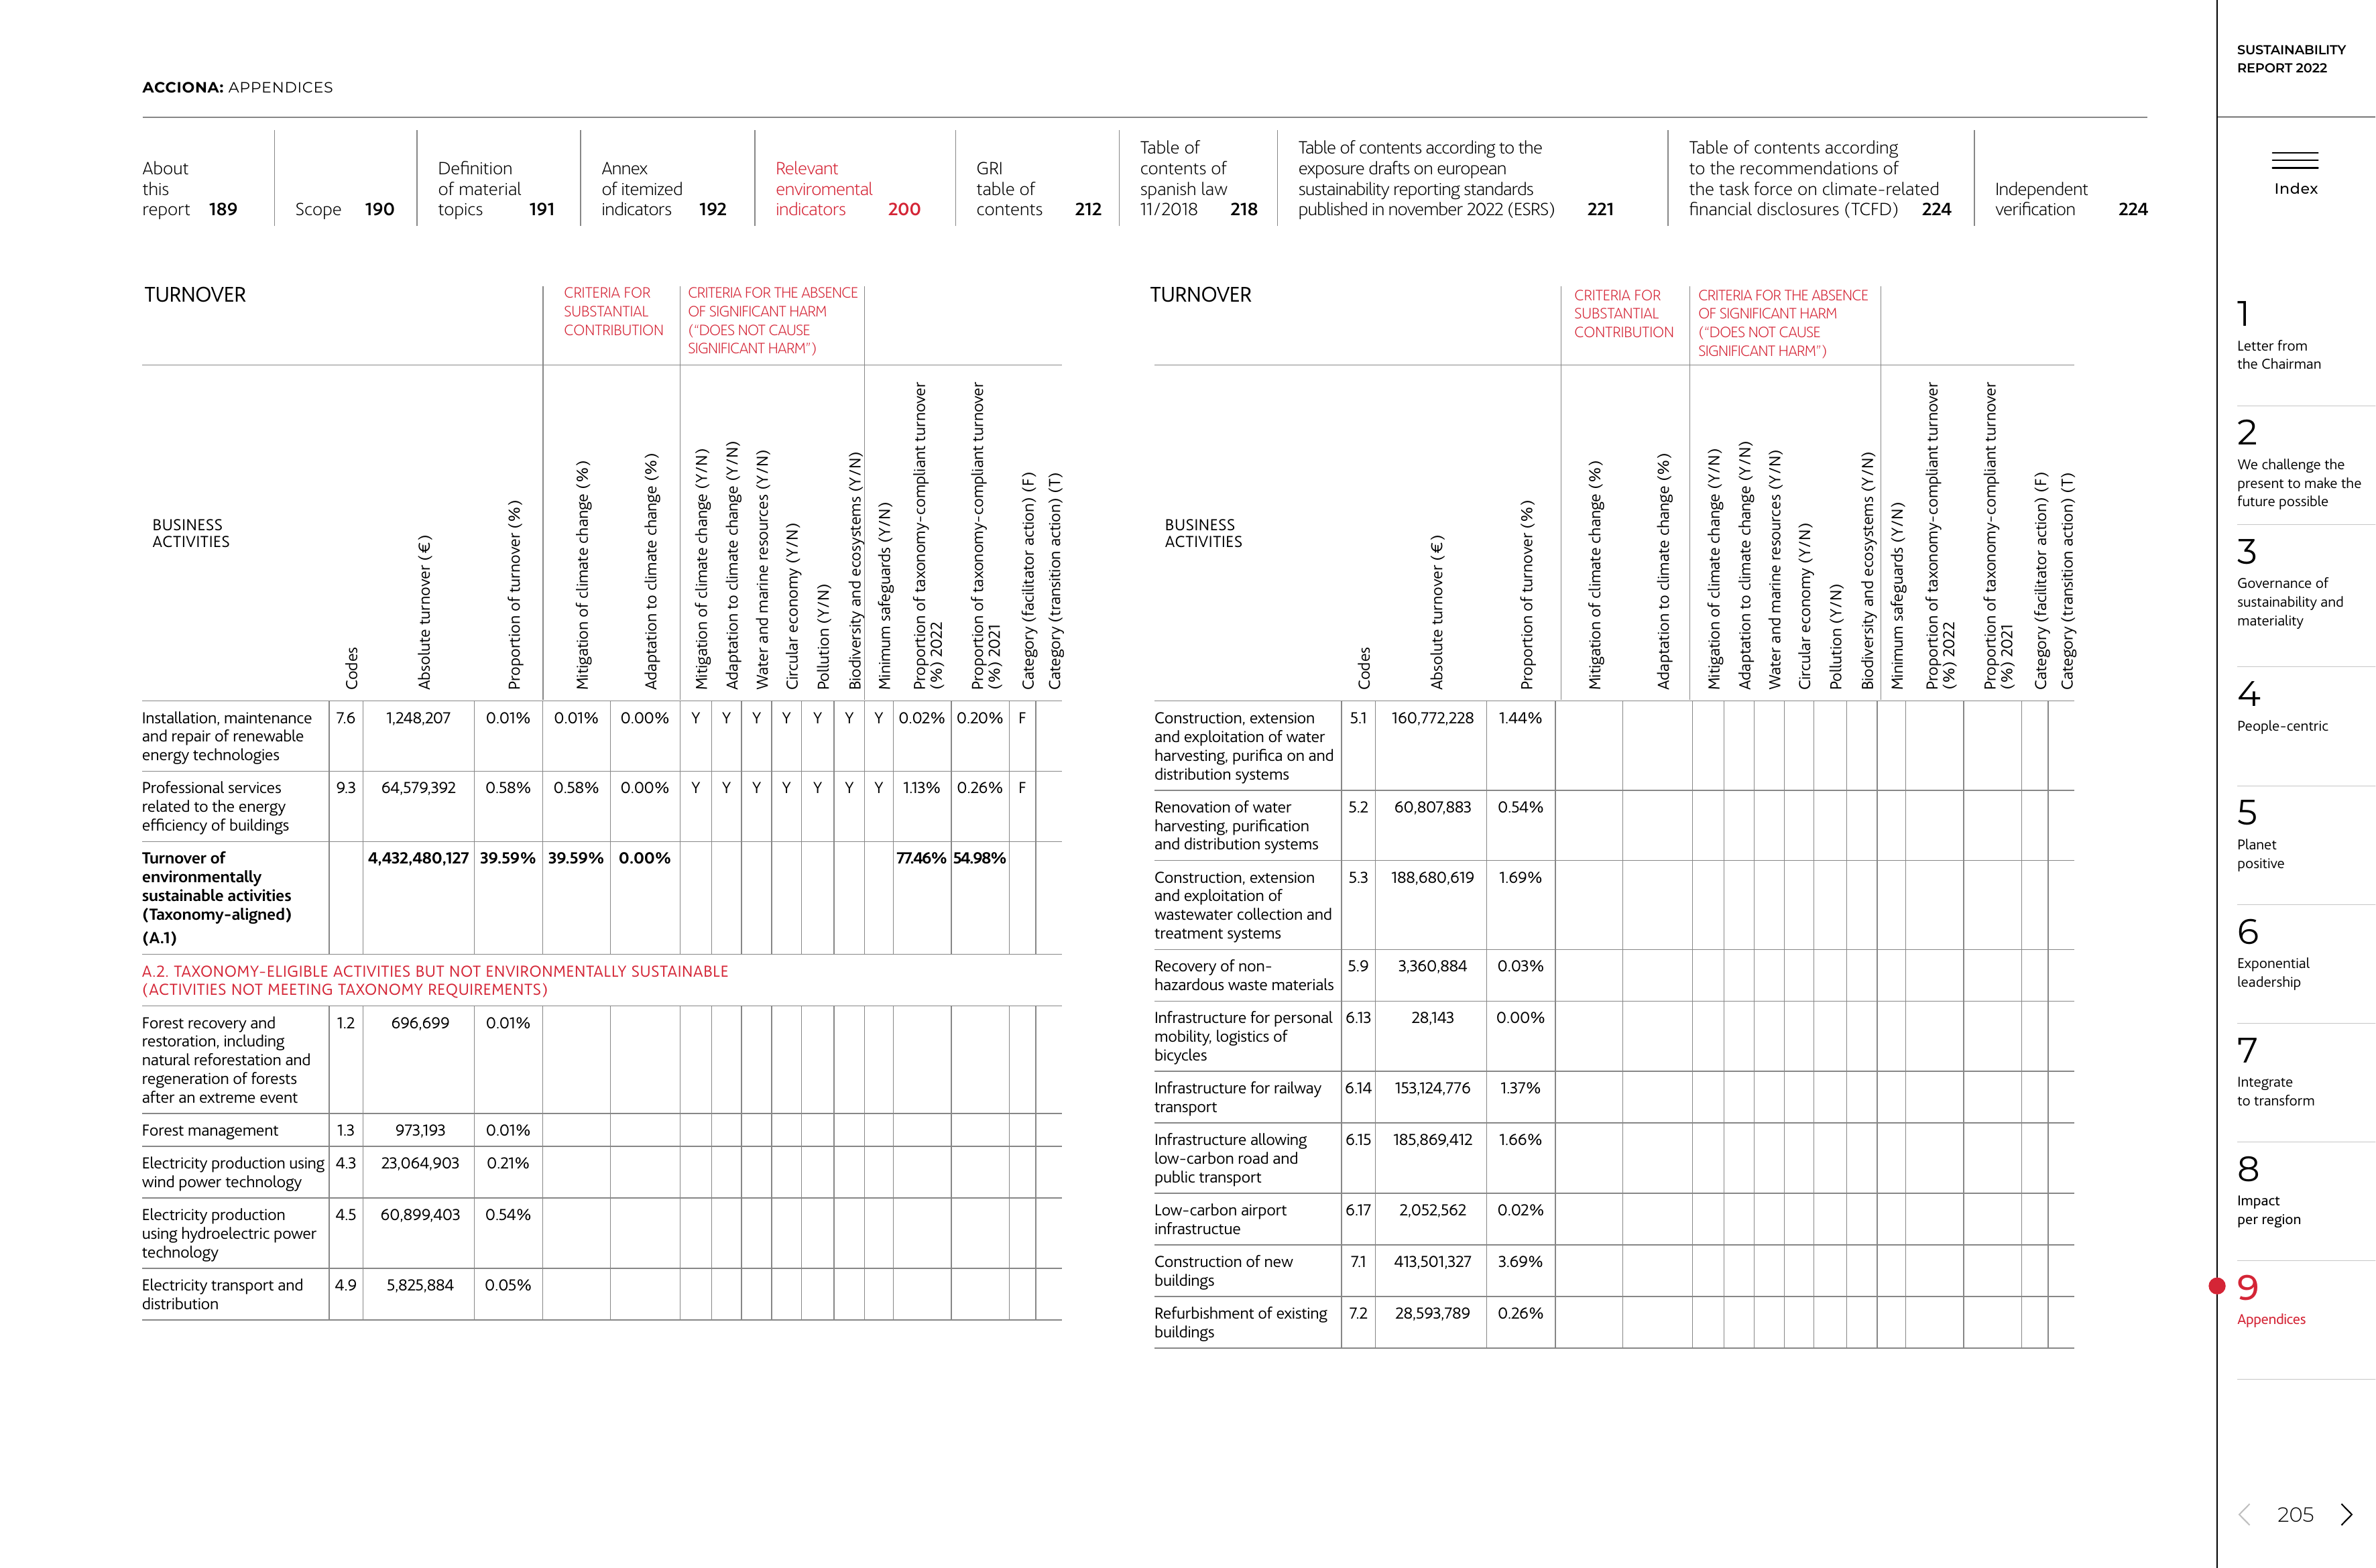 ACCIONA: APPENDICES
SUSTAINABILITY
REPORT 2022
About
this
report 189
Scope 190
Definition
of material
topics 191
Annex
of itemized
indicators 192
Relevant
enviromental
indicators 200
GRI
table of
contents 212
Table of
contents of
spanish law
11/2018 218
Table of contents according to the
exposure drafts on european
sustainability reporting standards
published in november 2022 (ESRS) 221
Table of contents according
to the recommendations of
the task force on climate-related
financial disclosures (TCFD) 224
Independent
verification 224
Index
TURNOVER
CRITERIA FOR
SUBSTANTIAL
CONTRIBUTION
CRITERIA FOR THE ABSENCE
OF SIGNIFICANT HARM
("DOES NOT CAUSE
SIGNIFICANT HARM")
BUSINESS
ACTIVITIES
Codes
Absolute turnover (€)
Proportion of turnover (%)
Mitigation of climate change (%)
Adaptation to climate change (%)
Mitigation of climate change (Y/N)
Adaptation to climate change (Y/N)
Water and marine resources (Y/N)
Circular economy (Y/N)
Pollution (Y/N)
Biodiversity and ecosystems (Y/N)
Minimum safeguards (Y/N)
Proportion of taxonomy-compliant turnover
(%) 2022
Proportion of taxonomy-compliant turnover
(%) 2021
Category (facilitator action) (F)
Category (transition action) (T)
Installation, maintenance 7.6 1,248,207 0.01% 0.01% 0.00% Y Y Y Y Y Y Y 0.02% 0.20% F
and repair of renewable
energy technologies
Professional services 9.3 64,579,392 0.58% 0.58% 0.00% Y Y Y Y Y Y Y 1.13% 0.26% F
related to the energy
efficiency of buildings
Turnover of 4,432,480,127 39.59% 39.59% 0.00% 77.46% 54.98%
environmentally
sustainable activities
(Taxonomy-aligned)
(A.1)
A.2. TAXONOMY-ELIGIBLE ACTIVITIES BUT NOT ENVIRONMENTALLY SUSTAINABLE
(ACTIVITIES NOT MEETING TAXONOMY REQUIREMENTS)
Forest recovery and 1.2 696,699 0.01%
restoration, including
natural reforestation and
regeneration of forests
after an extreme event
Forest management 1.3 973,193 0.01%
Electricity production using 4.3 23,064,903 0.21%
wind power technology
Electricity production 4.5 60,899,403 0.54%
using hydroelectric power
technology
Electricity transport and 4.9 5,825,884 0.05%
distribution
TURNOVER
CRITERIA FOR
SUBSTANTIAL
CONTRIBUTION
CRITERIA FOR THE ABSENCE
OF SIGNIFICANT HARM
("DOES NOT CAUSE
SIGNIFICANT HARM")
BUSINESS
ACTIVITIES
Codes
Absolute turnover (€)
Proportion of turnover (%)
Mitigation of climate change (%)
Adaptation to climate change (%)
Mitigation of climate change (Y/N)
Adaptation to climate change (Y/N)
Water and marine resources (Y/N)
Circular economy (Y/N)
Pollution (Y/N)
Biodiversity and ecosystems (Y/N)
Minimum safeguards (Y/N)
Proportion of taxonomy-compliant turnover
(%) 2022
Proportion of taxonomy-compliant turnover
(%) 2021
Category (facilitator action) (F)
Category (transition action) (T)
Construction, extension 5.1 160,772,228 1.44%
and exploitation of water
harvesting, purifica on and
distribution systems
Renovation of water 5.2 60,807,883 0.54%
harvesting, purification
and distribution systems
Construction, extension 5.3 188,680,619 1.69%
and exploitation of
wastewater collection and
treatment systems
Recovery of non- 5.9 3,360,884 0.03%
hazardous waste materials
Infrastructure for personal 6.13 28,143 0.00%
mobility, logistics of
bicycles
Infrastructure for railway 6.14 153,124,776 1.37%
transport
Infrastructure allowing 6.15 185,869,412 1.66%
low-carbon road and
public transport
Low-carbon airport 6.17 2,052,562 0.02%
infrastructue
Construction of new 7.1 413,501,327 3.69%
buildings
Refurbishment of existing 7.2 28,593,789 0.26%
buildings
1
Letter from
the Chairman
2
We challenge the
present to make the
future possible
3
Governance of
sustainability and
materiality
4
People-centric
5
Planet
positive
6
Exponential
leadership
7
Integrate
to transform
8
Impact
per region
9
Appendices
205